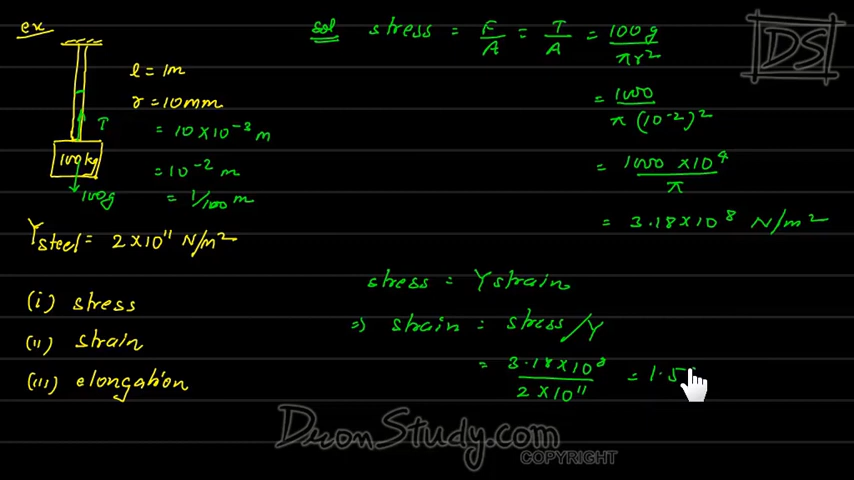 ex
l = 1m
r = 10mm
= 10 × 10⁻³ m
= 10⁻² m
= 1/100 m
T
100kg
100g
Y steel = 2 × 10¹¹ N/m²
(i) stress
(ii) strain
(iii) elongation
sol stress = F/A = T/A = 100g/πr²
= 1000/π(10⁻²)²
= 1000 × 10⁴/π
= 3.18 × 10⁸ N/m²
stress = Y strain
⇒ strain = stress/Y
= 3.18 × 10⁸/2 × 10¹¹ = 1.5
DS
DronStudy.com
COPYRIGHT